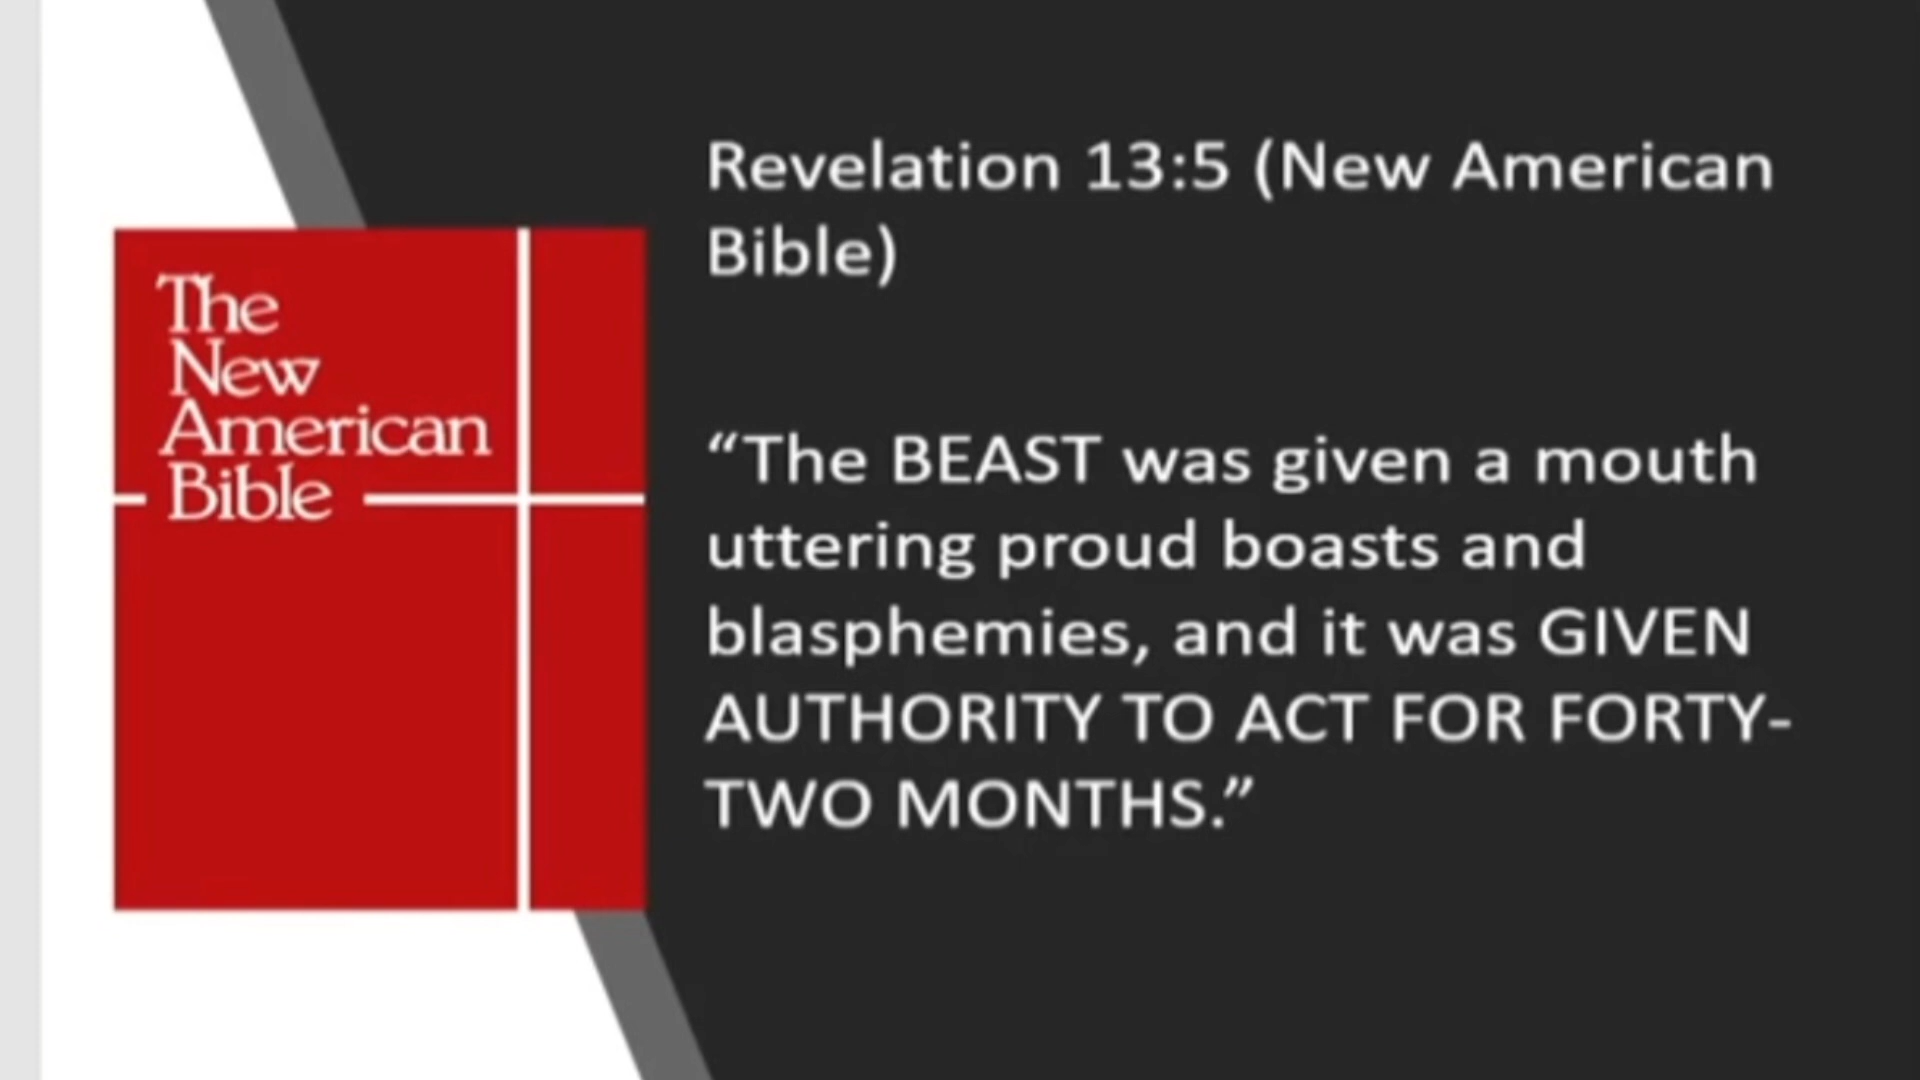 The
New
American
Bible
Revelation 13:5 (New American
Bible)
“The BEAST was given a mouth
uttering proud boasts and
blasphemies, and it was GIVEN
AUTHORITY TO ACT FOR FORTY-
TWO MONTHS.”